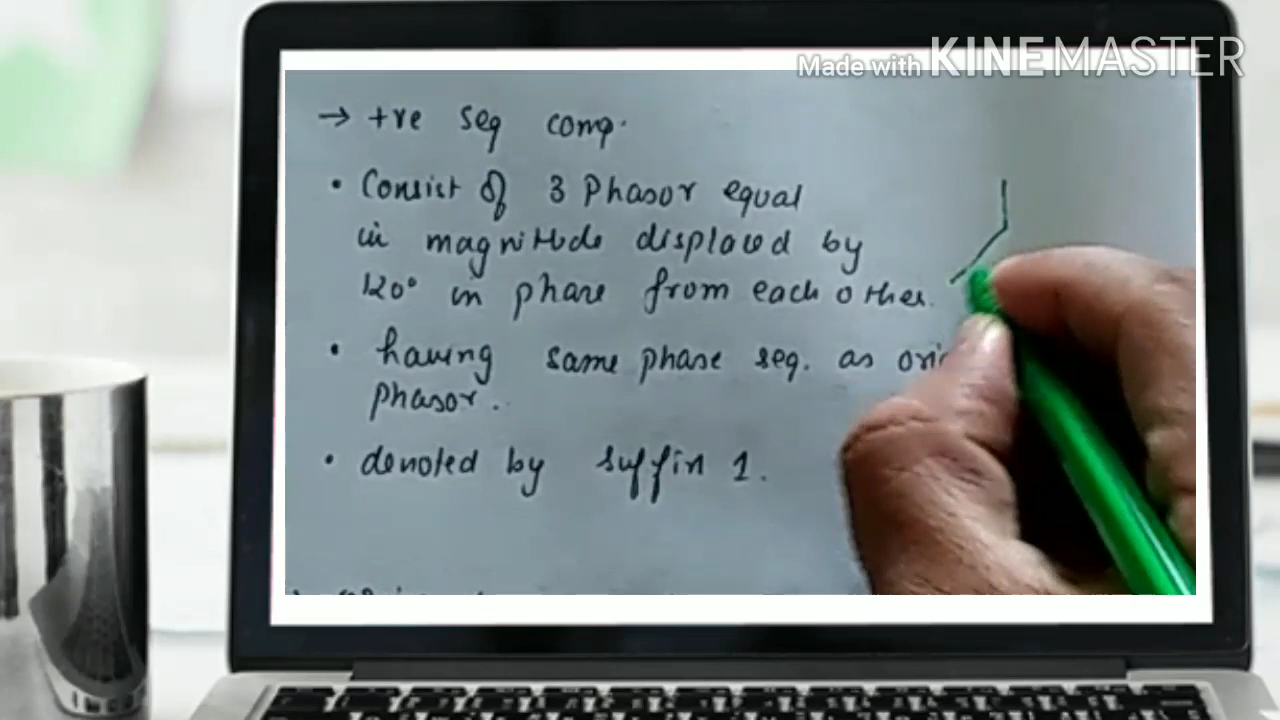 Made with KINEMASTER
→ +ve seq comp.
• Consist of 3 Phasor equal
in magnitude displaced by
120° in phase from each other.
• having same phase seq. as ori
phasor.
• denoted by suffix 1.